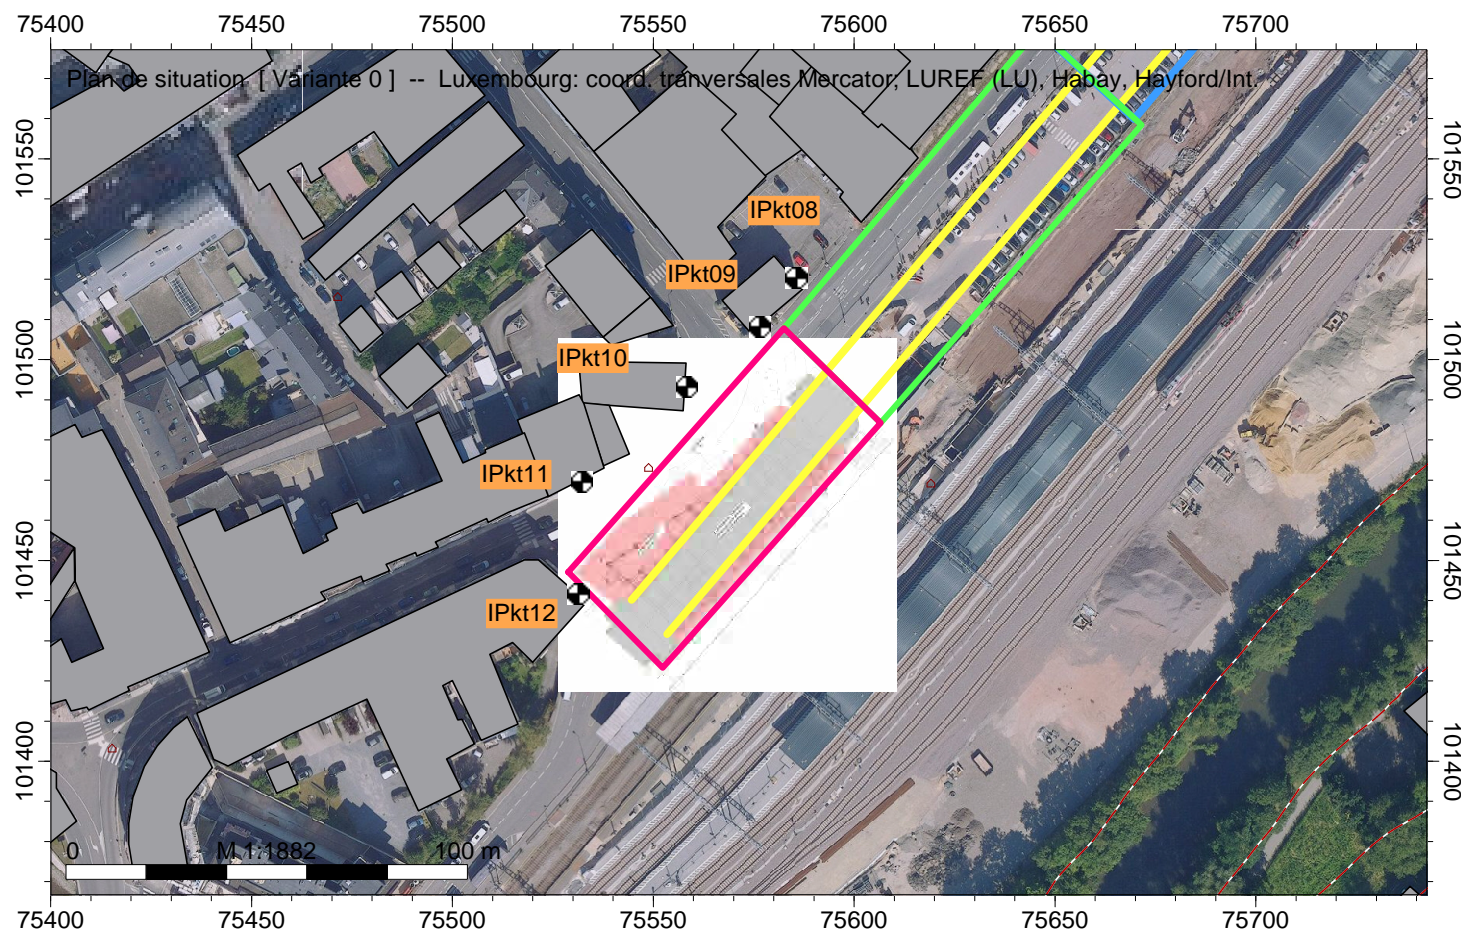 75400 75450 75500 75550 75600 75650 75700
Plan de situation [ Variante 0 ] -- Luxembourg: coord. tranversales Mercator, LUREF (LU), Habay, Hayford/Int.
101550 101550
IPkt08
IPkt09
101500 101500
IPkt10
IPkt11
101450 101450
IPkt12
101400 101400
0 M 1:1882 100 m
75400 75450 75500 75550 75600 75650 75700